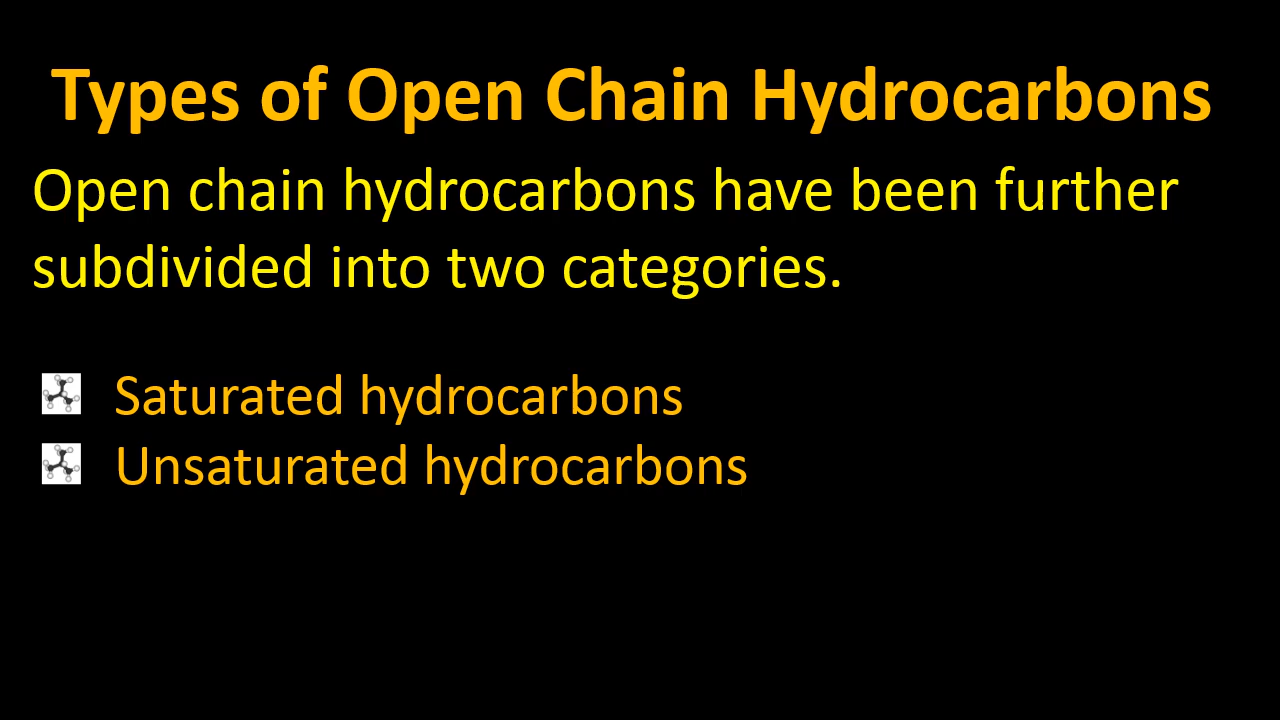 Types of Open Chain Hydrocarbons
Open chain hydrocarbons have been further
subdivided into two categories.
Saturated hydrocarbons
Unsaturated hydrocarbons